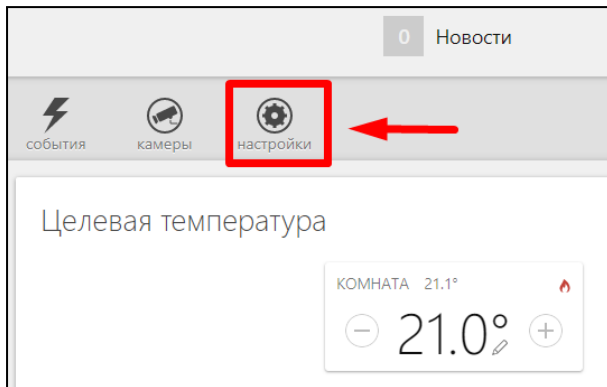 0 Новости
события камеры настройки
Целевая температура
КОМНАТА 21.1°
21.0°